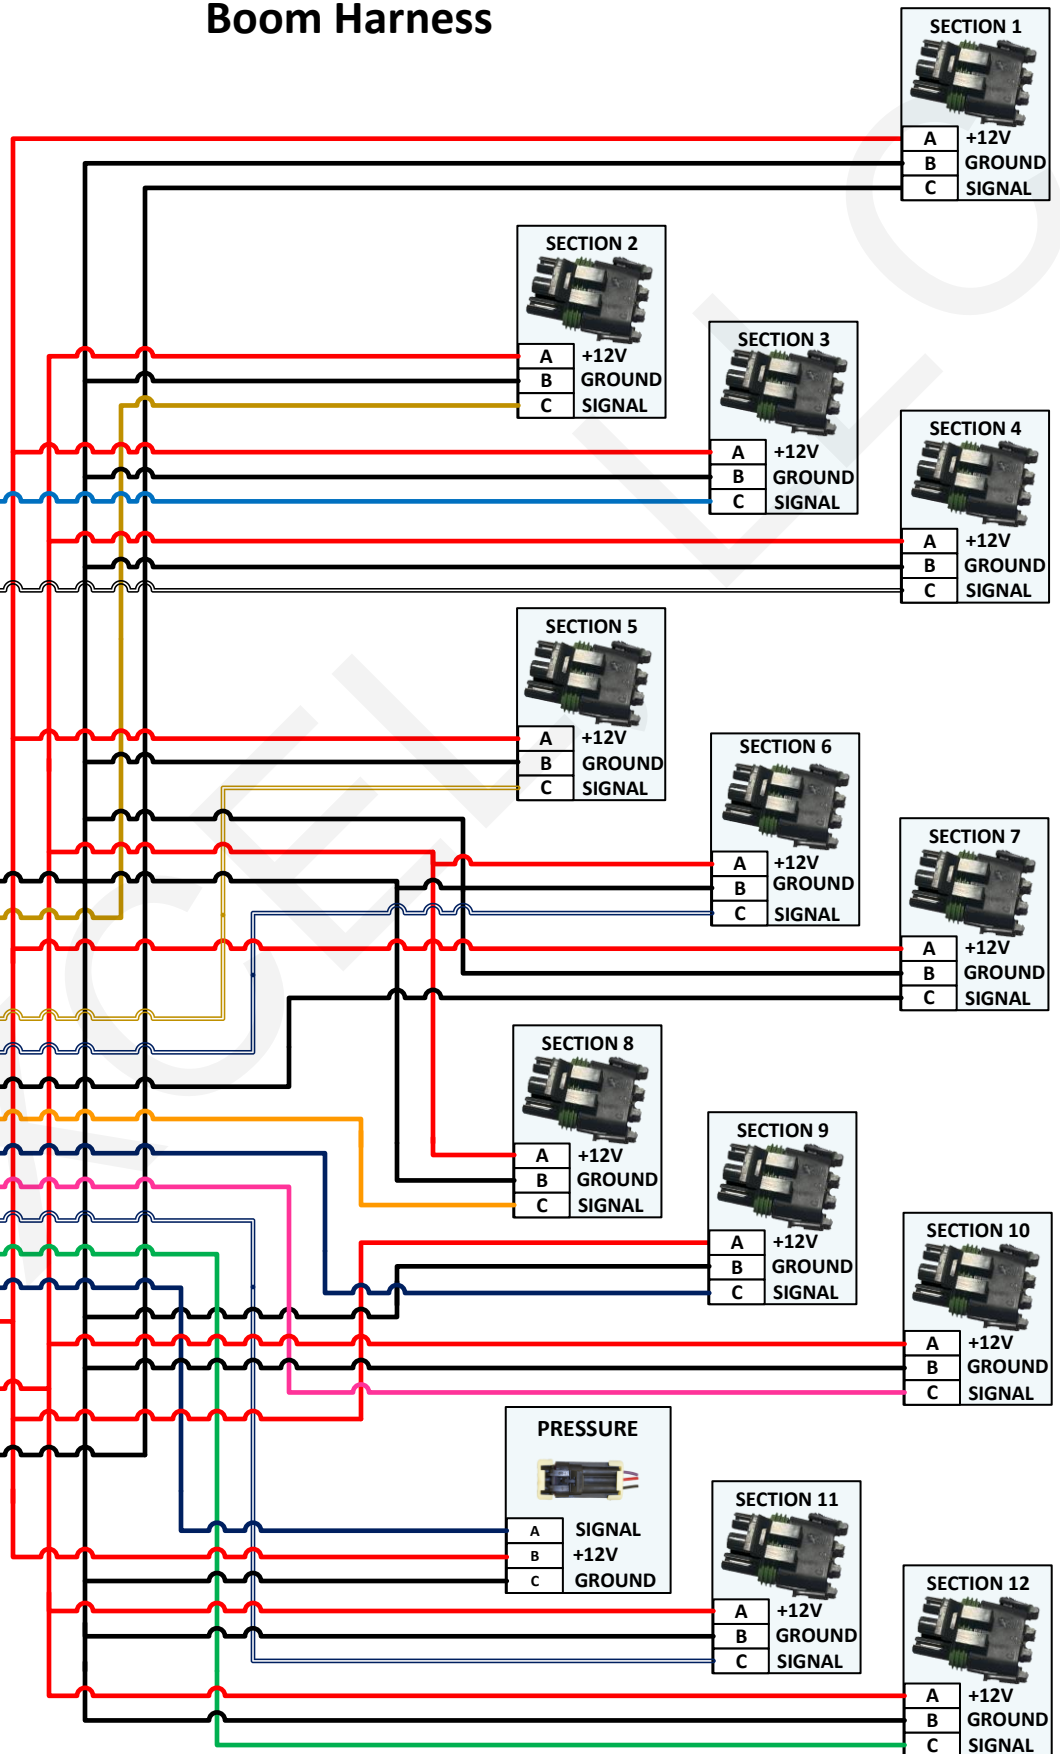 Boom Harness
SECTION 1
A +12V
B GROUND
C SIGNAL
SECTION 2
A +12V
B GROUND
C SIGNAL
SECTION 3
A +12V
B GROUND
C SIGNAL
SECTION 4
A +12V
B GROUND
C SIGNAL
SECTION 5
A +12V
B GROUND
C SIGNAL
SECTION 6
A +12V
B GROUND
C SIGNAL
SECTION 7
A +12V
B GROUND
C SIGNAL
SECTION 8
A +12V
B GROUND
C SIGNAL
SECTION 9
A +12V
B GROUND
C SIGNAL
SECTION 10
A +12V
B GROUND
C SIGNAL
PRESSURE
A SIGNAL
B +12V
C GROUND
SECTION 11
A +12V
B GROUND
C SIGNAL
SECTION 12
A +12V
B GROUND
C SIGNAL